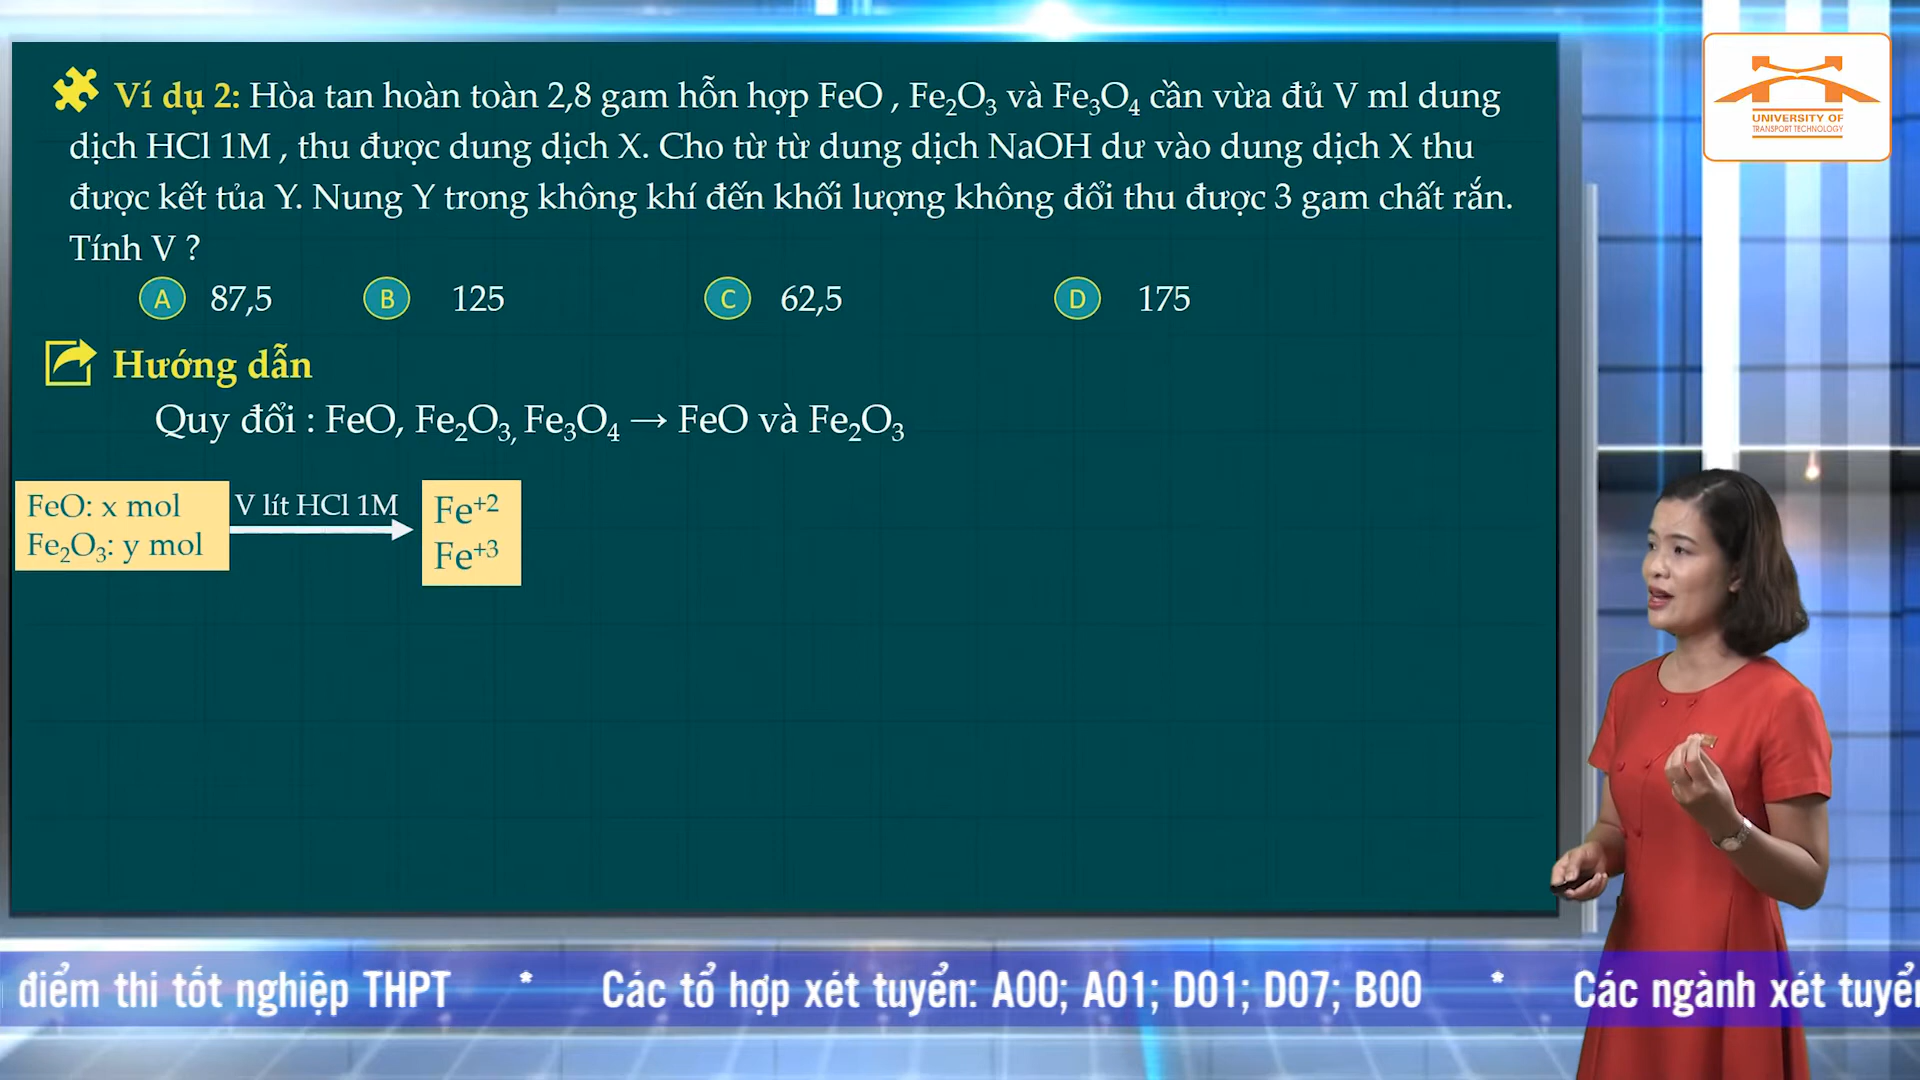 Ví dụ 2: Hòa tan hoàn toàn 2,8 gam hỗn hợp FeO , Fe₂O₃ và Fe₃O₄ cần vừa đủ V ml dung
dịch HCl 1M , thu được dung dịch X. Cho từ từ dung dịch NaOH dư vào dung dịch X thu
được kết tủa Y. Nung Y trong không khí đến khối lượng không đổi thu được 3 gam chất rắn.
Tính V ?
A 87,5 B 125 C 62,5 D 175
Hướng dẫn
Quy đổi : FeO, Fe₂O₃, Fe₃O₄ → FeO và Fe₂O₃
FeO: x mol
Fe₂O₃: y mol
V lít HCl 1M
Fe⁺²
Fe⁺³
UNIVERSITY OF
TRANSPORT TECHNOLOGY
điểm thi tốt nghiệp THPT * Các tổ hợp xét tuyển: A00; A01; D01; D07; B00 * Các ngành xét tuyển